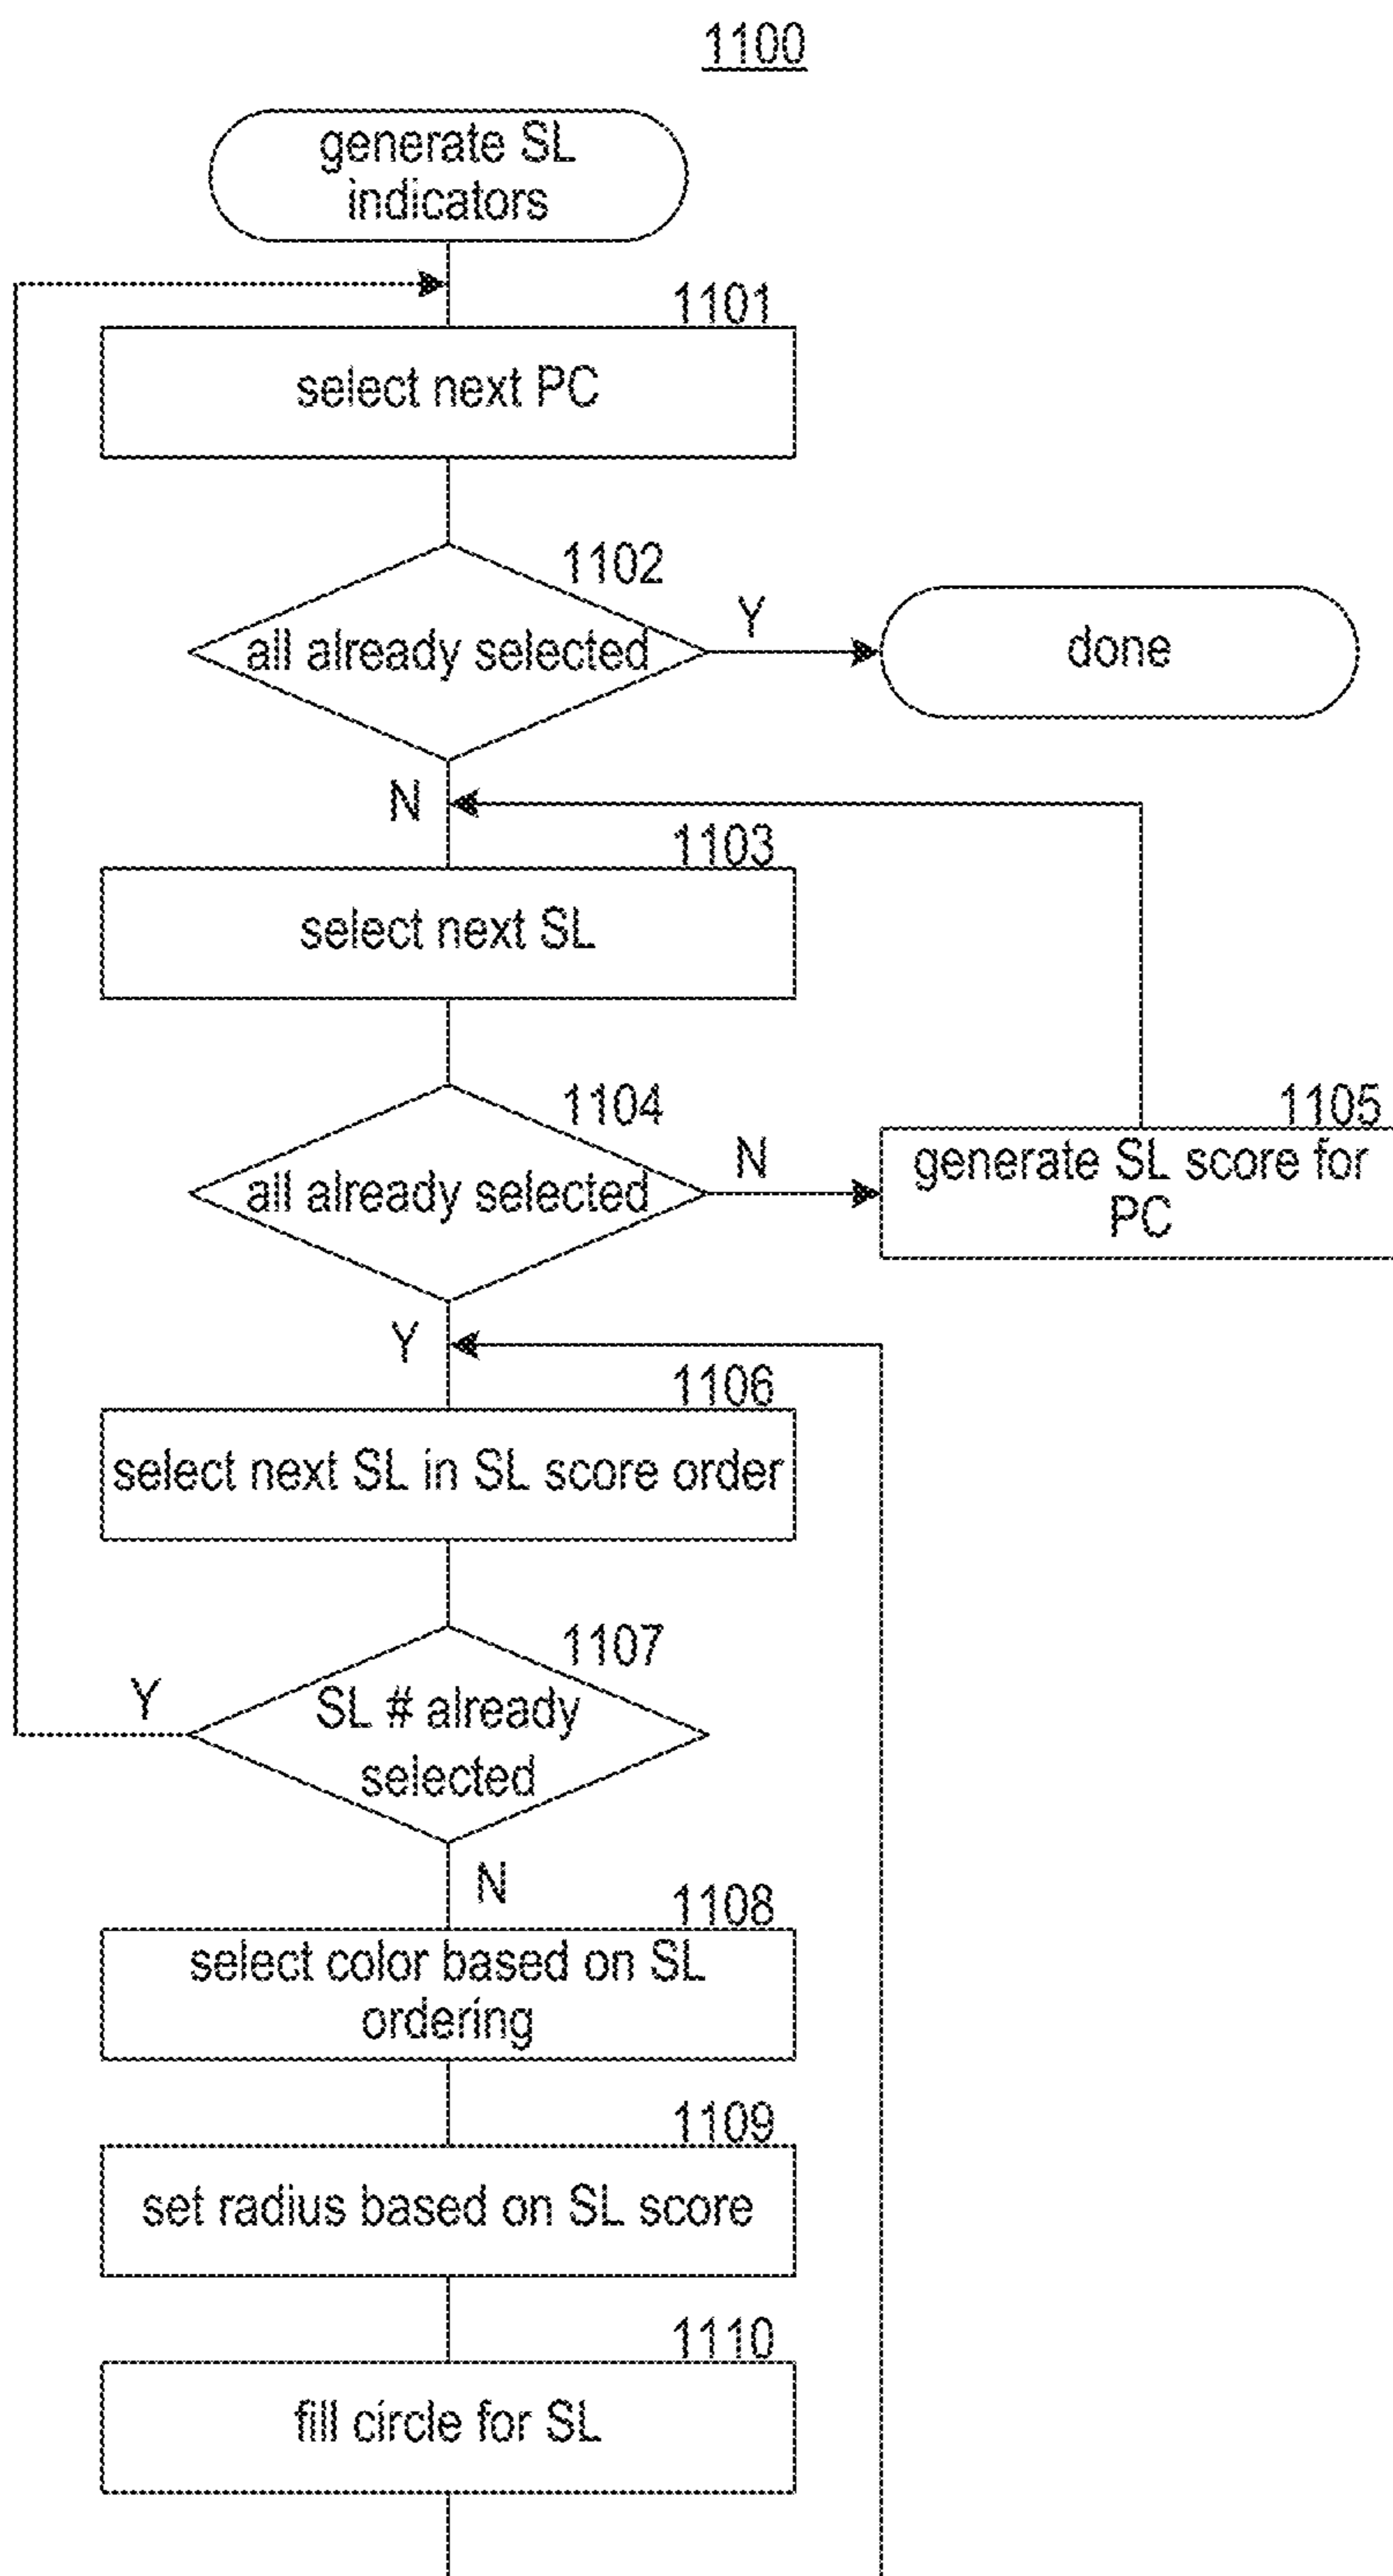 1100
generate SL
indicators
1101
select next PC
1102
all already selected
Y
done
N
1103
select next SL
1104
all already selected
N
1105
generate SL score for
PC
Y
1106
select next SL in SL score order
1107
SL # already
selected
Y
N
1108
select color based on SL
ordering
1109
set radius based on SL score
1110
fill circle for SL